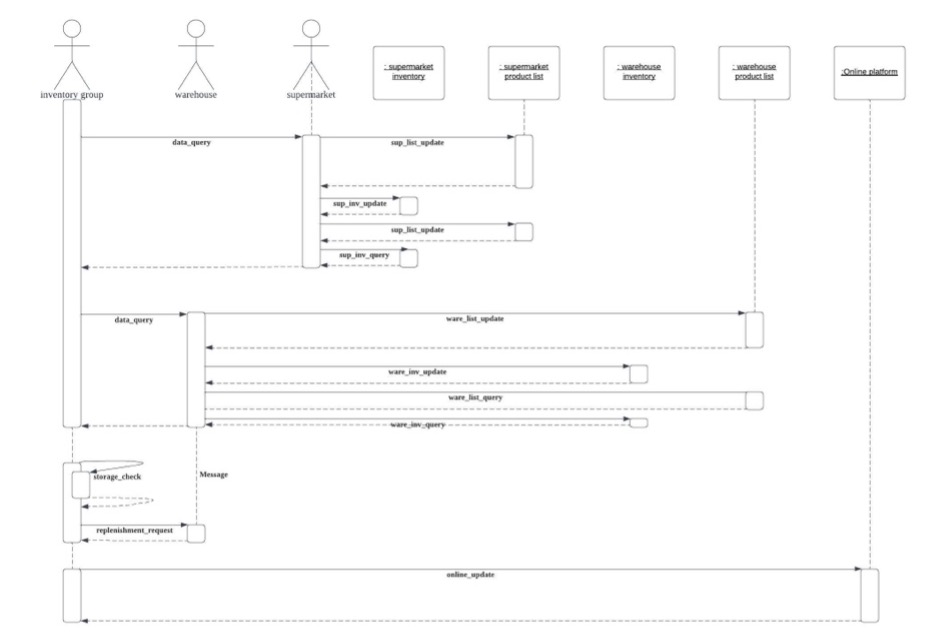 : supermarket
inventory
: supermarket
product list
: warehouse
inventory
: warehouse
product list
:Online platform
inventory group
warehouse
supermarket
data_query
sup_list_update
sup_inv_update
sup_list_update
sup_inv_query
data_query
ware_list_update
ware_inv_update
ware_list_query
ware_inv_query
storage_check
Message
replenishment_request
online_update